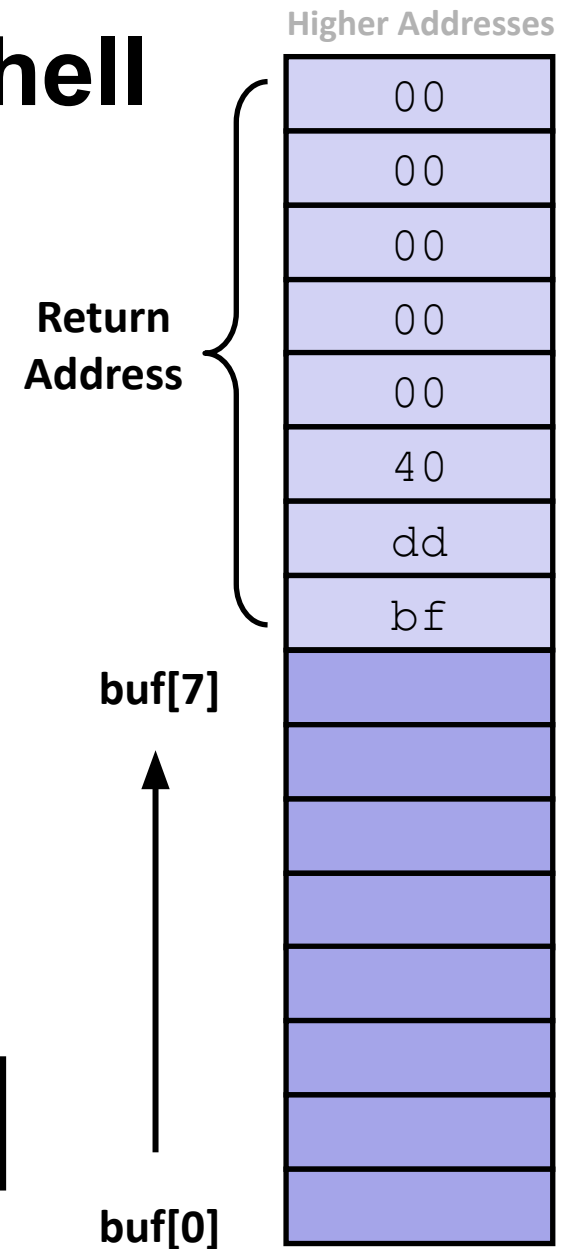 Higher Addresses
hell
00
00
00
00
00
40
dd
bf
Return
Address
buf[7]
buf[0]